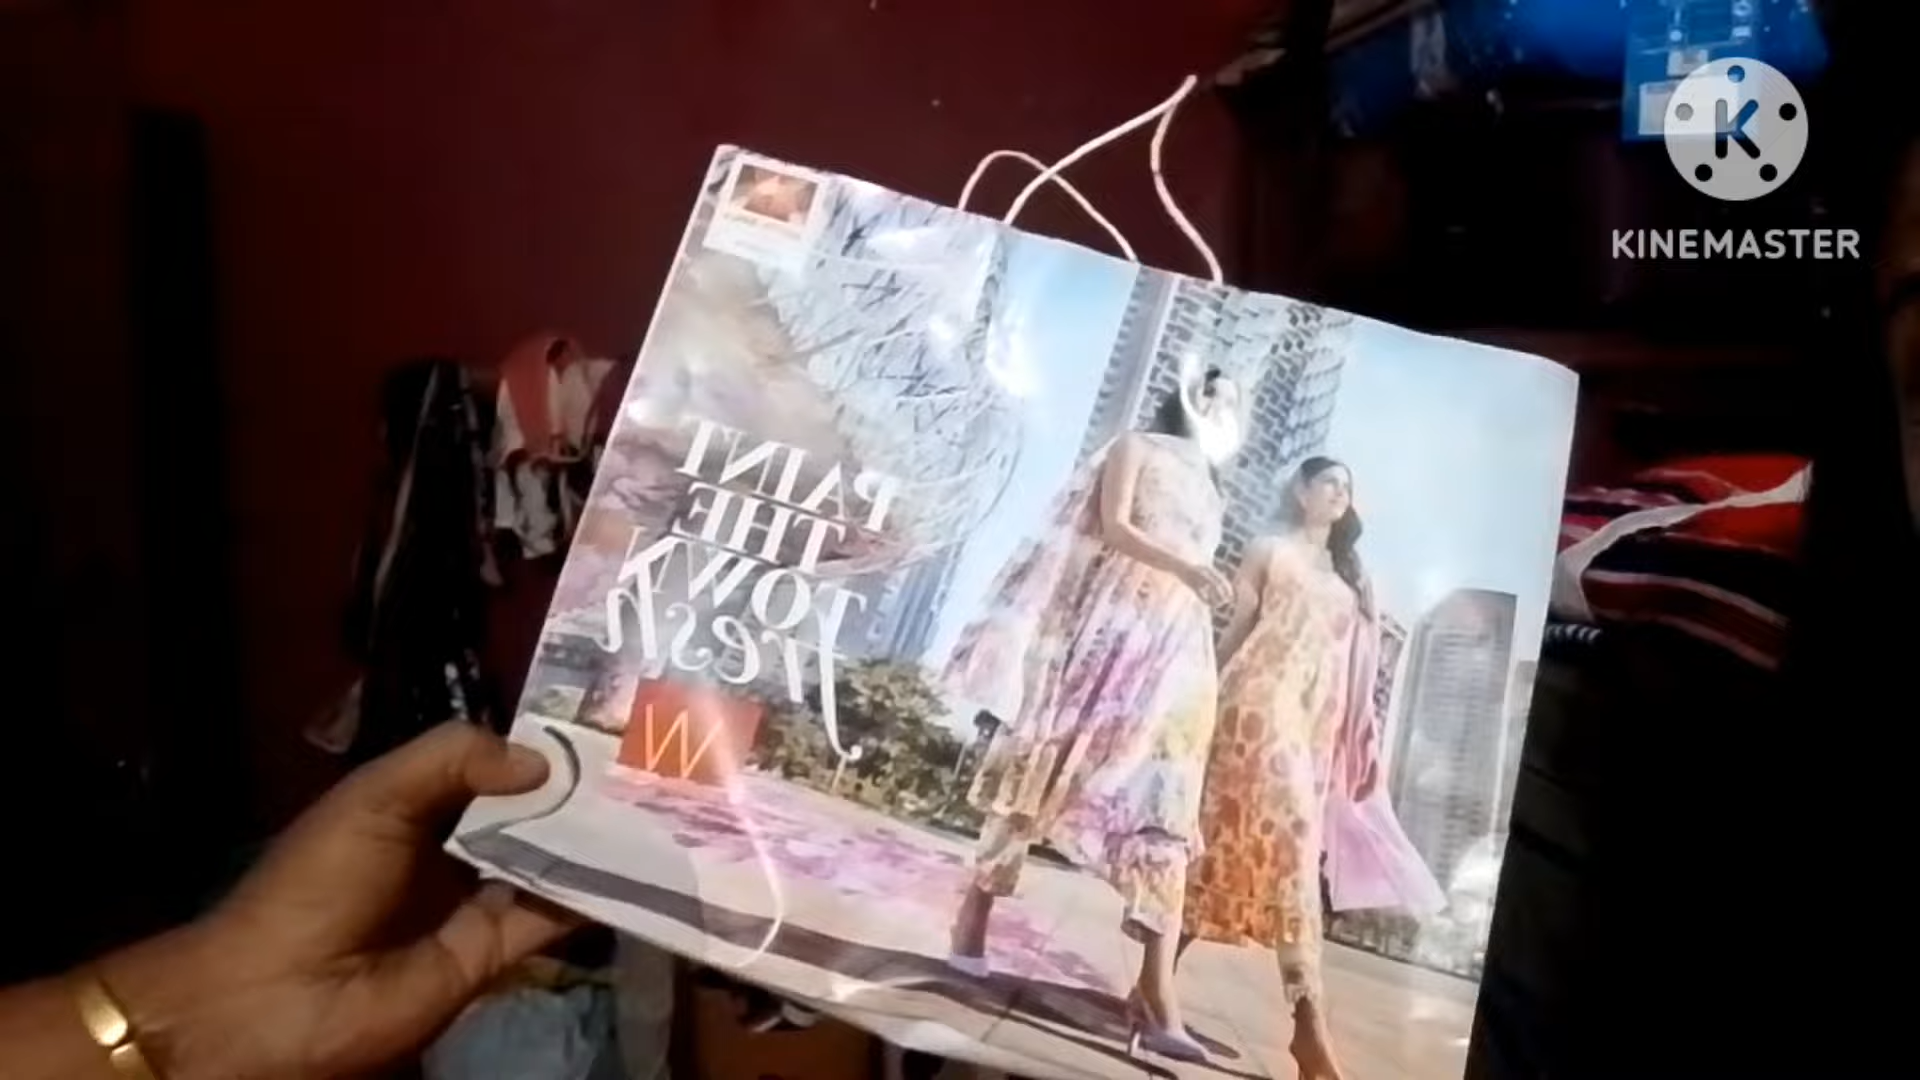 PAINT
THE
TOWN
fresh
W
K
KINEMASTER